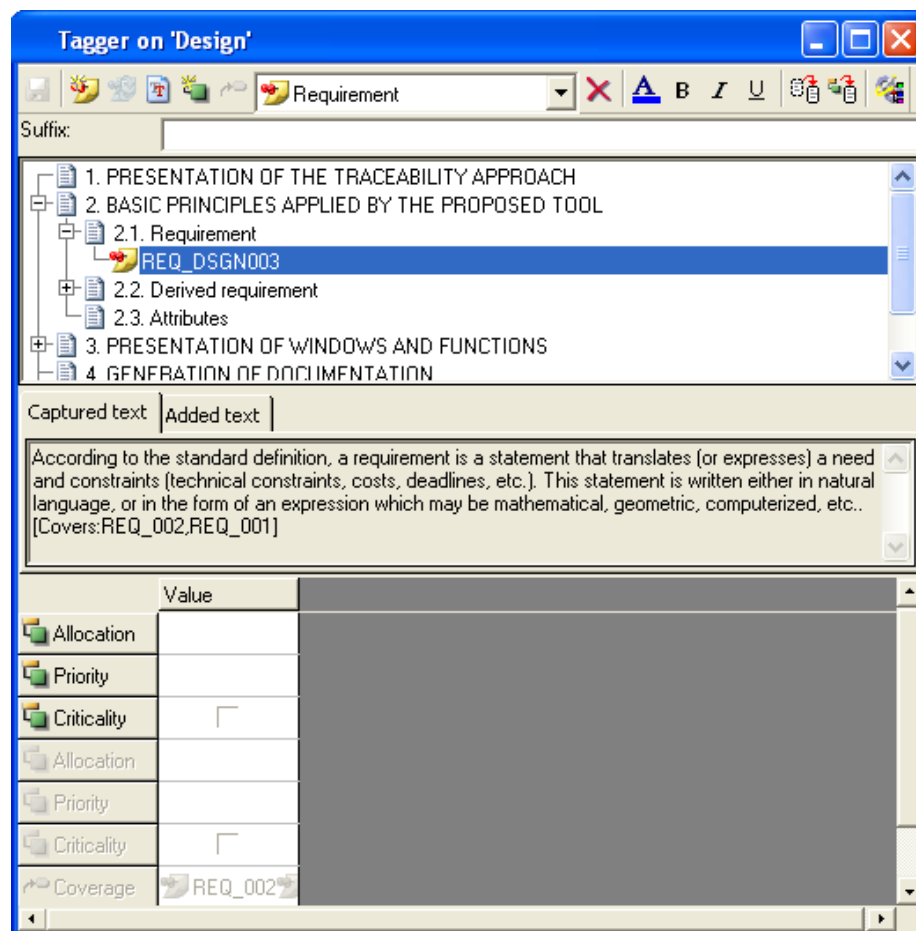 Tagger on 'Design'
Requirement
A B I U
Suffix:
1. PRESENTATION OF THE TRACEABILITY APPROACH
2. BASIC PRINCIPLES APPLIED BY THE PROPOSED TOOL
2.1. Requirement
REQ_DSGN003
2.2. Derived requirement
2.3. Attributes
3. PRESENTATION OF WINDOWS AND FUNCTIONS
4. GENERATION OF DOCUMENTATION
Captured text Added text
According to the standard definition, a requirement is a statement that translates (or expresses) a need
and constraints (technical constraints, costs, deadlines, etc.). This statement is written either in natural
language, or in the form of an expression which may be mathematical, geometric, computerized, etc..
[Covers:REQ_002,REQ_001]
Value
Allocation
Priority
Criticality
Allocation
Priority
Criticality
Coverage REQ_002